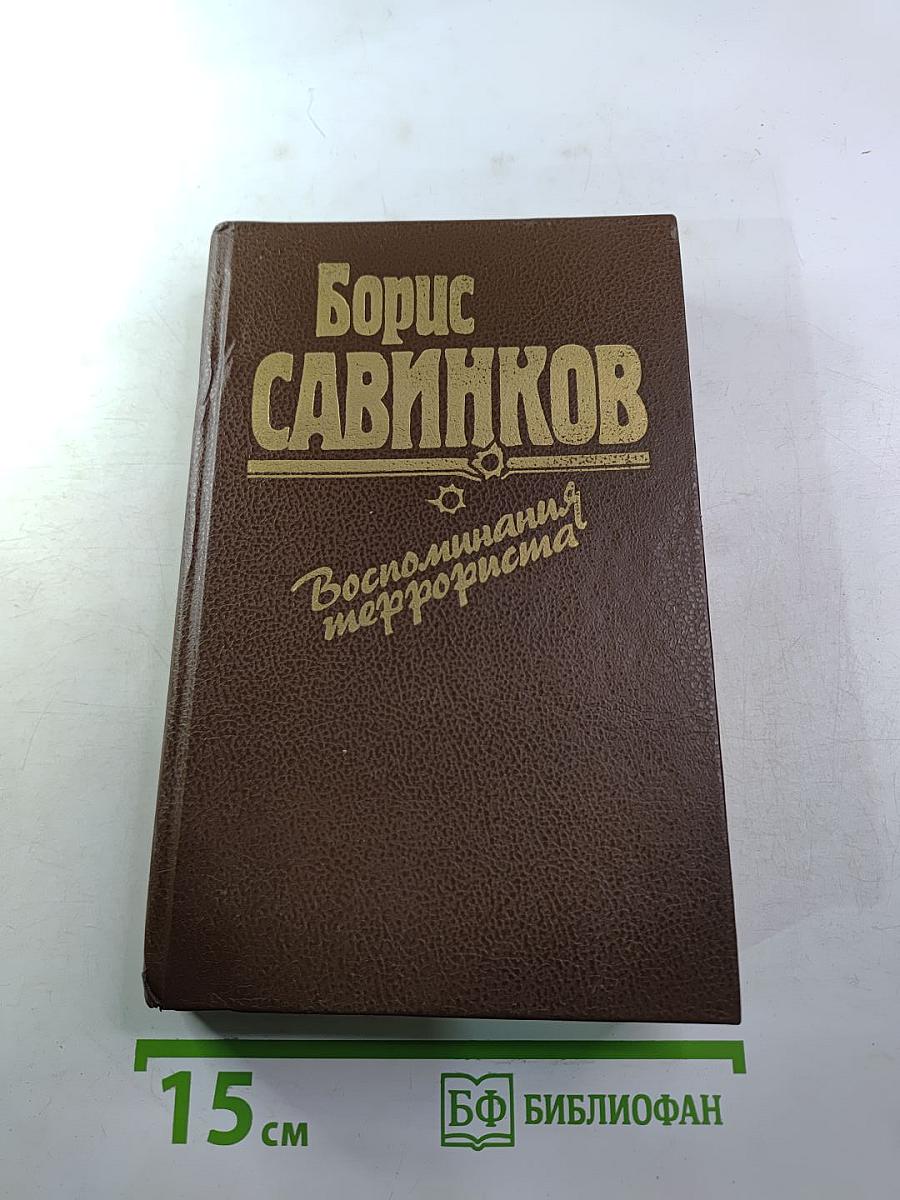 Борис
САВИНКОВ
Воспоминания
террориста
15 см
БФ БИБЛИОФАН